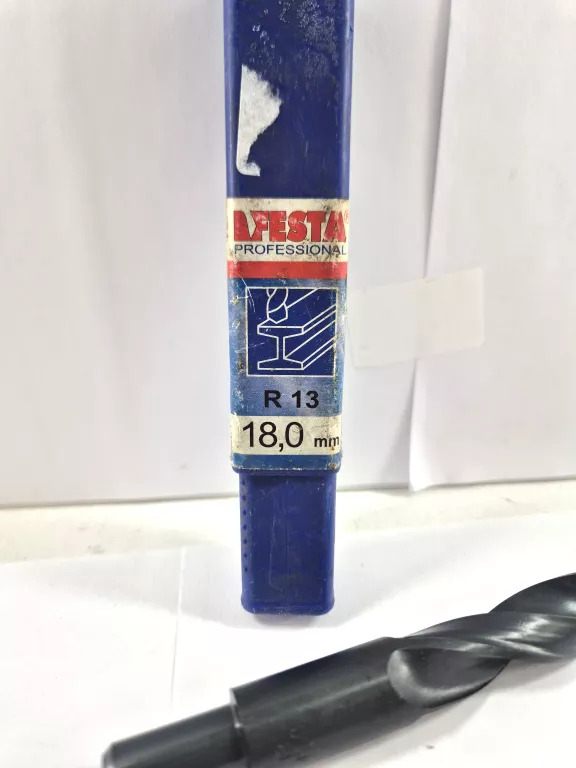 FESTA®
PROFESSIONAL
R 13
18,0 mm